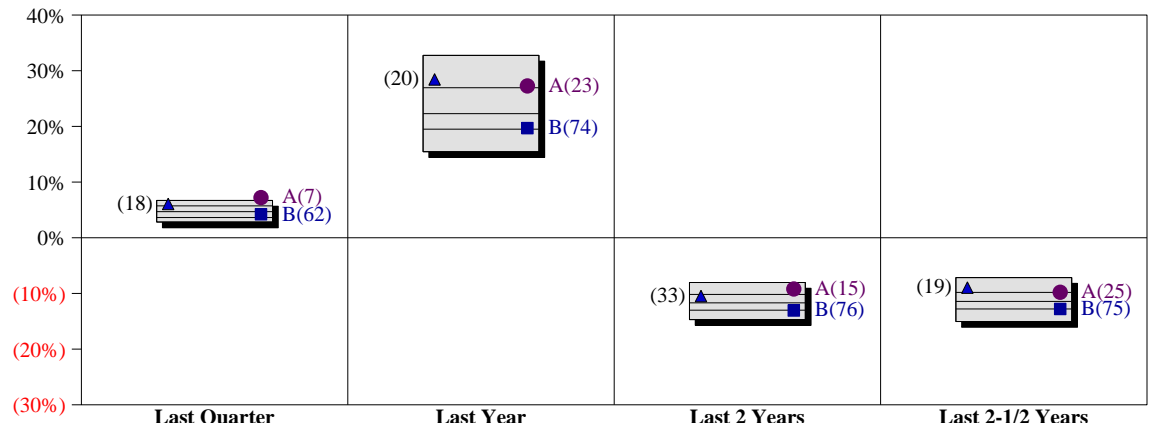 40%
30%
20%
10%
0%
(10%)
(20%)
(30%)
(18)
A(7)
B(62)
(20)
A(23)
B(74)
(33)
A(15)
B(76)
(19)
A(25)
B(75)
Last Quarter
Last Year
Last 2 Years
Last 2-1/2 Years